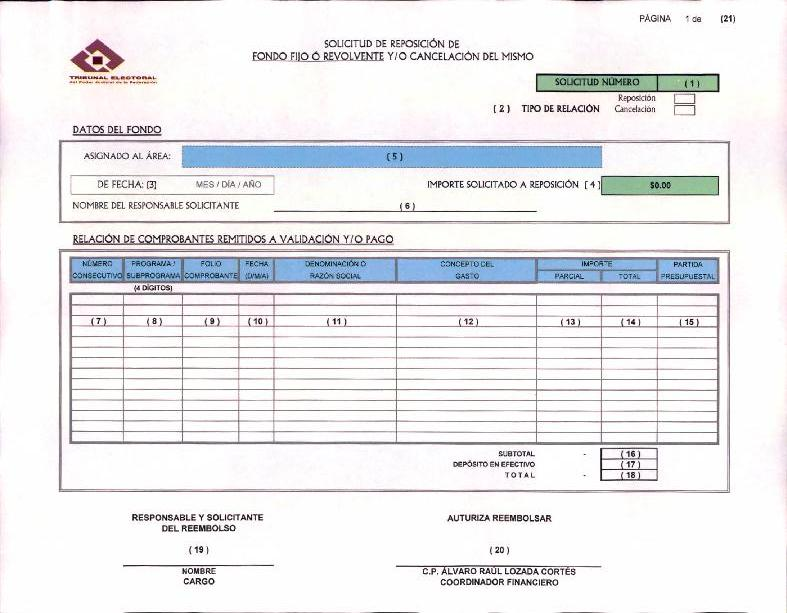 PÁGINA 1 de (21)
SOLICITUD DE REPOSICIÓN DE
FONDO FIJO Ó REVOLVENTE Y/O CANCELACIÓN DEL MISMO
TRIBUNAL ELECTORAL
del Poder Judicial de la Federación
SOLICITUD NÚMERO ( 1 )
( 2 ) TIPO DE RELACIÓN Reposición
Cancelación
DATOS DEL FONDO
ASIGNADO AL ÁREA: ( 5 )
DE FECHA: [3] MES / DÍA / AÑO IMPORTE SOLICITADO A REPOSICIÓN [ 4 ] $0.00
NOMBRE DEL RESPONSABLE SOLICITANTE ( 6 )
RELACIÓN DE COMPROBANTES REMITIDOS A VALIDACIÓN Y/O PAGO
NÚMERO PROGRAMA / FOLIO FECHA DENOMINACIÓN O CONCEPTO DEL IMPORTE PARTIDA
CONSECUTIVO SUBPROGRAMA COMPROBANTE (D/M/A) RAZÓN SOCIAL GASTO PARCIAL TOTAL PRESUPUESTAL
(4 DÍGITOS)
( 7 ) ( 8 ) ( 9 ) ( 10 ) ( 11 ) ( 12 ) ( 13 ) ( 14 ) ( 15 )
SUBTOTAL - ( 16 )
DEPÓSITO EN EFECTIVO ( 17 )
T O T A L - ( 18 )
RESPONSABLE Y SOLICITANTE AUTURIZA REEMBOLSAR
DEL REEMBOLSO
( 19 ) ( 20 )
NOMBRE C.P. ÁLVARO RAÚL LOZADA CORTÉS
CARGO COORDINADOR FINANCIERO